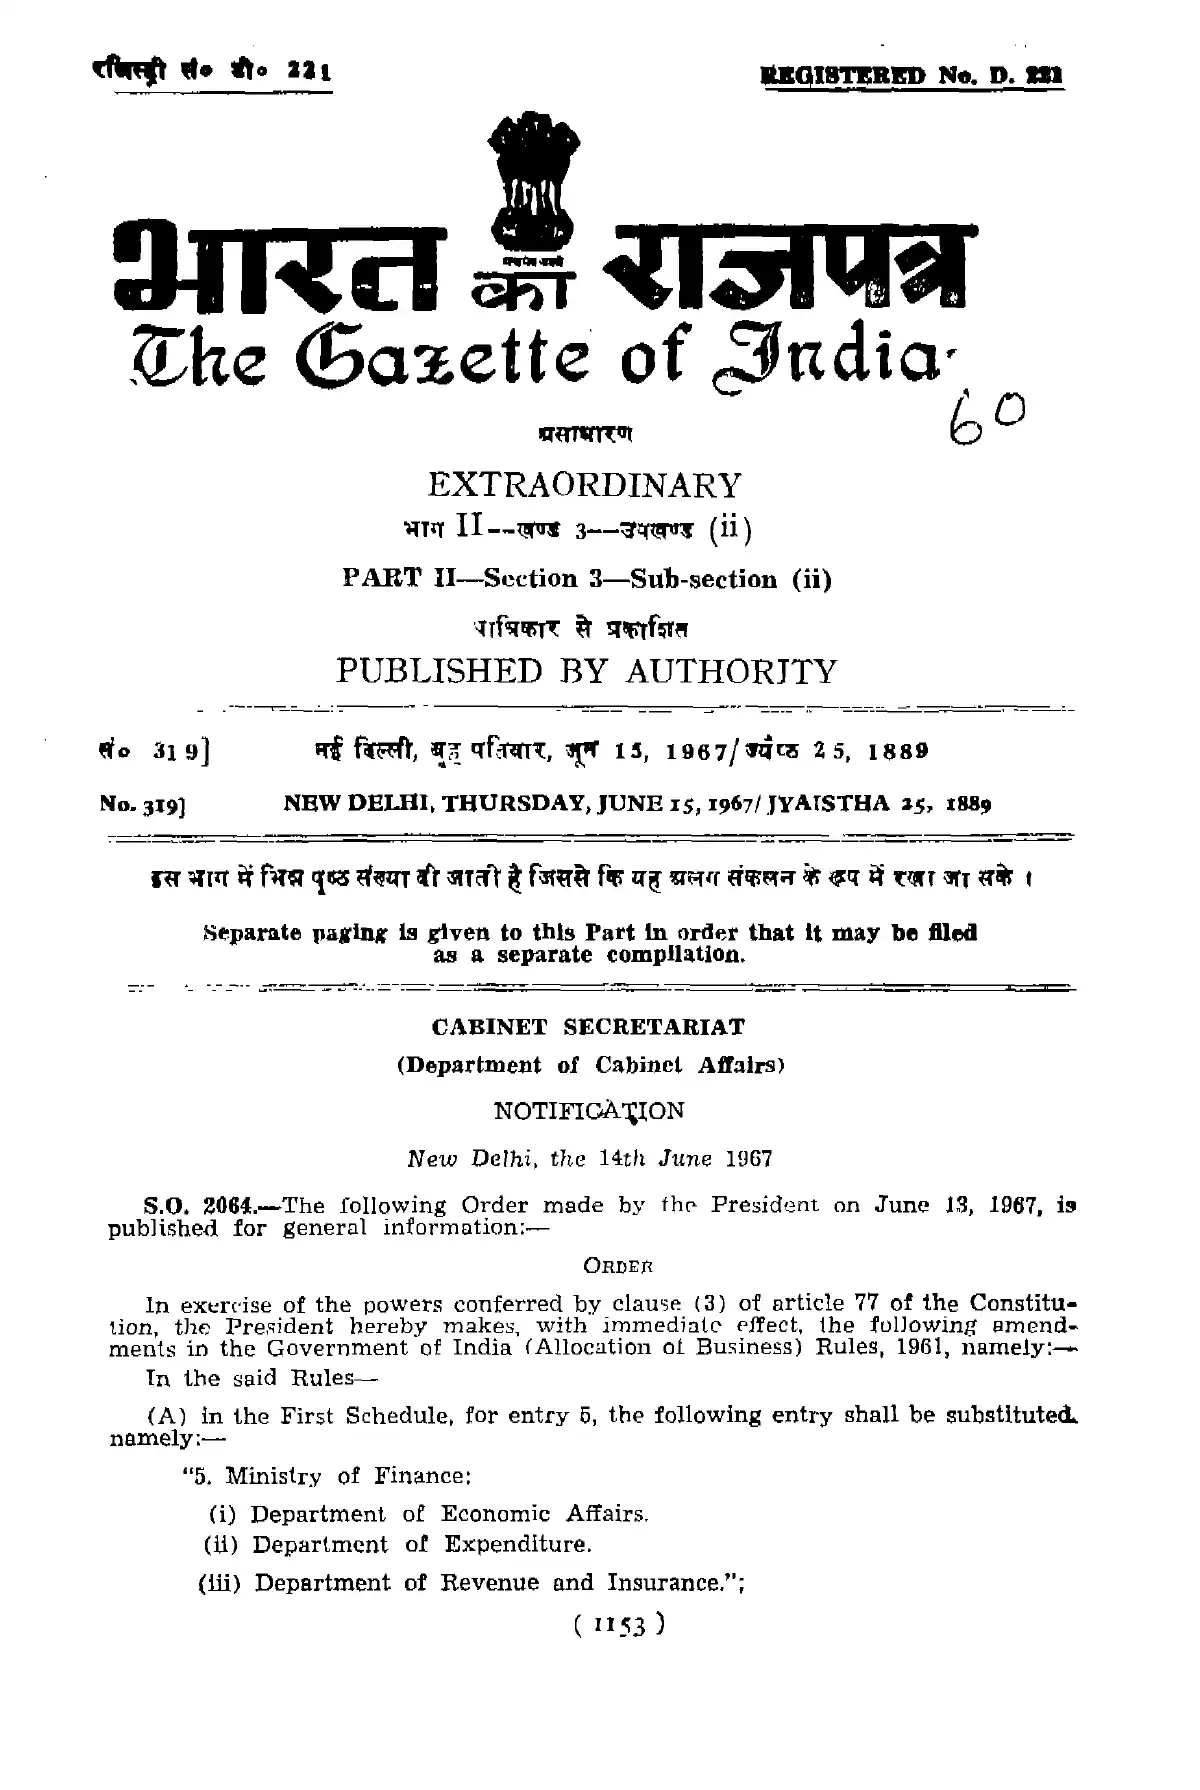 रजिस्ट्री सं० डी० 221
REGISTERED No. D. 221
भारत का राजपत्र
The Gazette of India
60
असाधारण
EXTRAORDINARY
भाग II--खण्ड 3--उपखण्ड (ii)
PART II—Section 3—Sub-section (ii)
प्राधिकार से प्रकाशित
PUBLISHED BY AUTHORITY
सं० 319]
नई दिल्ली, बृहस्पतिवार, जून 15, 1967/ज्येष्ठ 25, 1889
No. 319]
NEW DELHI, THURSDAY, JUNE 15, 1967/ JYAISTHA 25, 1889
इस भाग में भिन्न पृष्ठ संख्या दी जाती है जिससे कि यह अलग संकलन के रूप में रखा जा सके ।
Separate paging is given to this Part in order that it may be filed
as a separate compilation.
CABINET SECRETARIAT
(Department of Cabinet Affairs)
NOTIFICATION
New Delhi, the 14th June 1967
S.O. 2064.—The following Order made by the President on June 13, 1967, is
published for general information:—
ORDER
In exercise of the powers conferred by clause (3) of article 77 of the Constitu-
tion, the President hereby makes, with immediate effect, the following amend-
ments in the Government of India (Allocation of Business) Rules, 1961, namely:—
In the said Rules—
(A) in the First Schedule, for entry 5, the following entry shall be substituted,
namely:—
"5. Ministry of Finance:
(i) Department of Economic Affairs.
(ii) Department of Expenditure.
(iii) Department of Revenue and Insurance.";
( 1153 )